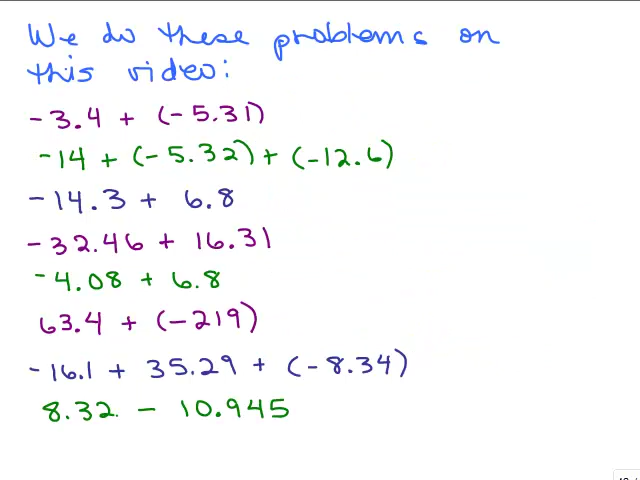 We do these problems on
this video:
-3.4 + (-5.31)
-14 + (-5.32) + (-12.6)
-14.3 + 6.8
-32.46 + 16.31
-4.08 + 6.8
63.4 + (-219)
-16.1 + 35.29 + (-8.34)
8.32 - 10.945